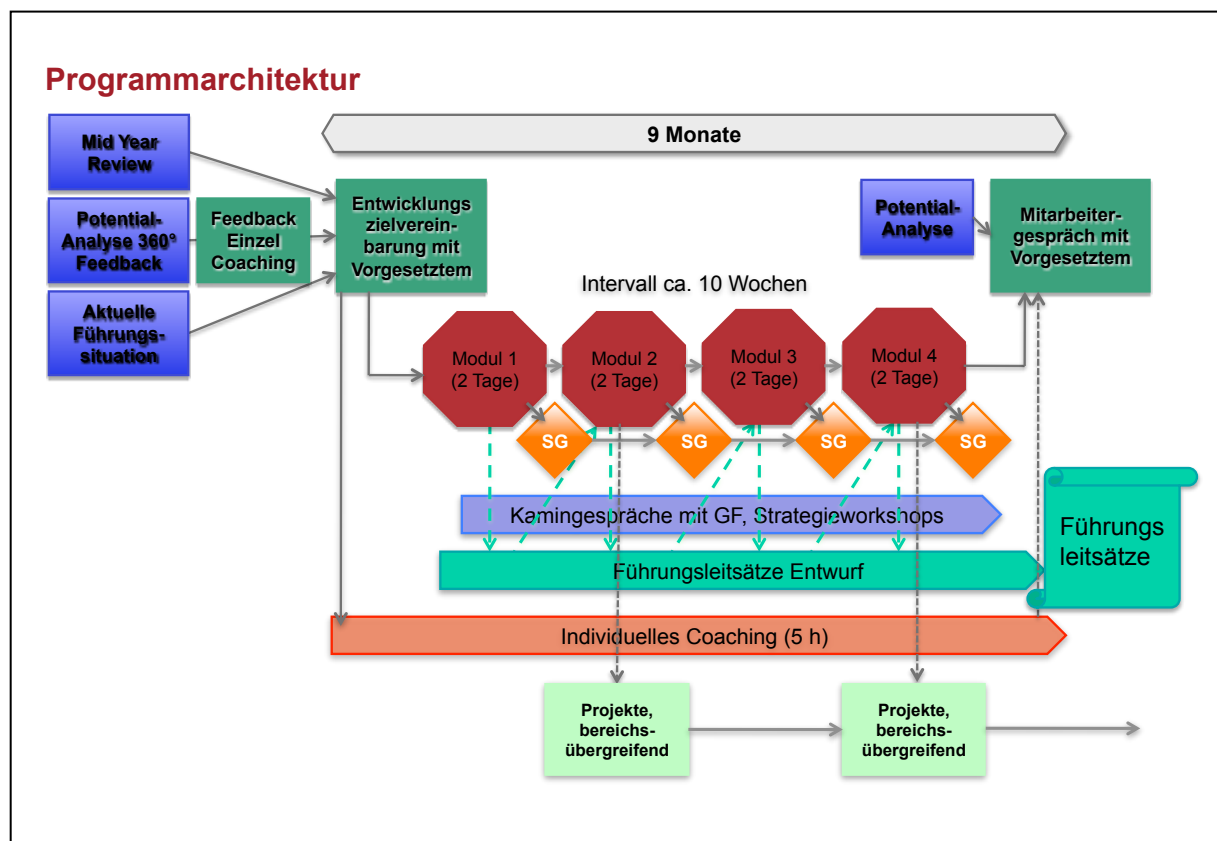 Programmarchitektur
9 Monate
Mid Year
Review
Potential-
Analyse 360°
Feedback
Feedback
Einzel
Coaching
Aktuelle
Führungs-
situation
Entwicklungs
zielverein-
barung mit
Vorgesetztem
Potential-
Analyse
Mitarbeiter-
gespräch mit
Vorgesetztem
Intervall ca. 10 Wochen
Modul 1
(2 Tage)
Modul 2
(2 Tage)
Modul 3
(2 Tage)
Modul 4
(2 Tage)
SG
SG
SG
SG
Kamingespräche mit GF, Strategieworkshops
Führungsleitsätze Entwurf
Führungs
leitsätze
Individuelles Coaching (5 h)
Projekte,
bereichs-
übergreifend
Projekte,
bereichs-
übergreifend